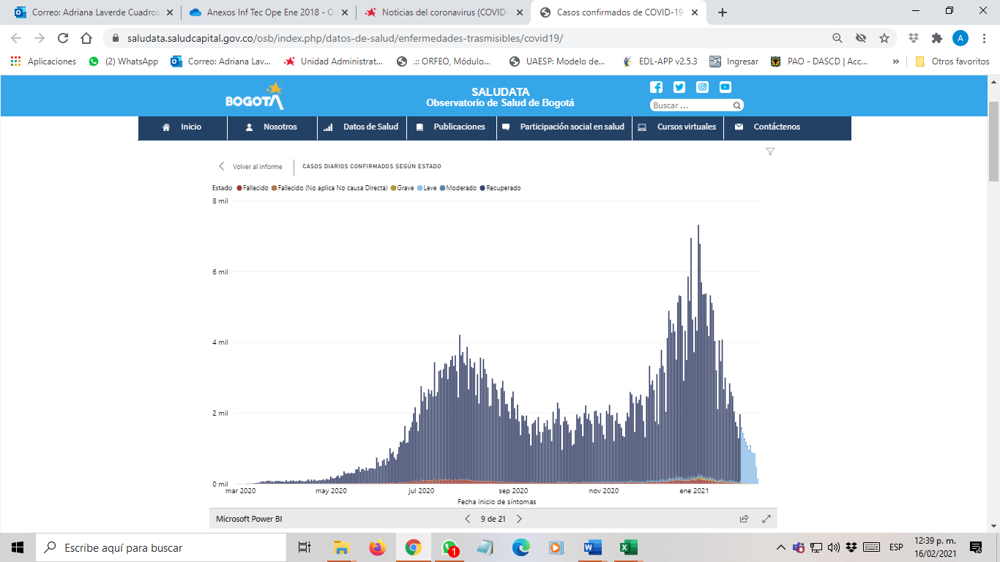 Correo: Adriana Laverde Cuadros
Anexos Inf Tec Ope Ene 2018 - O
Noticias del coronavirus (COVID-
Casos confirmados de COVID-19
saludata.saludcapital.gov.co/osb/index.php/datos-de-salud/enfermedades-trasmisibles/covid19/
A
Aplicaciones
(2) WhatsApp
Correo: Adriana Lav...
Unidad Administrat...
.:: ORFEO, Módulo...
UAESP: Modelo de...
EDL-APP v2.5.3
Ingresar
PAO - DASCD | Acc...
»
Otros favoritos
BOGOTA
SALUDATA
Observatorio de Salud de Bogotá
Buscar ...
Inicio
Nosotros
Datos de Salud
Publicaciones
Participación social en salud
Cursos virtuales
Contáctenos
Volver al informe
CASOS DIARIOS CONFIRMADOS SEGÚN ESTADO
Estado Fallecido Fallecido (No aplica No causa Directa) Grave Leve Moderado Recuperado
8 mil
6 mil
4 mil
2 mil
0 mil
mar 2020 may 2020 jul 2020 sep 2020 nov 2020 ene 2021
Fecha inicio de síntomas
Microsoft Power BI
9 de 21
Escribe aquí para buscar
1
ESP
12:39 p. m.
16/02/2021